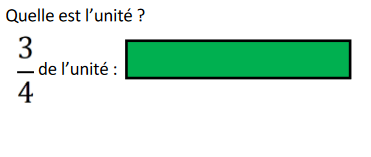 Quelle est l’unité ?
3/4 de l’unité :